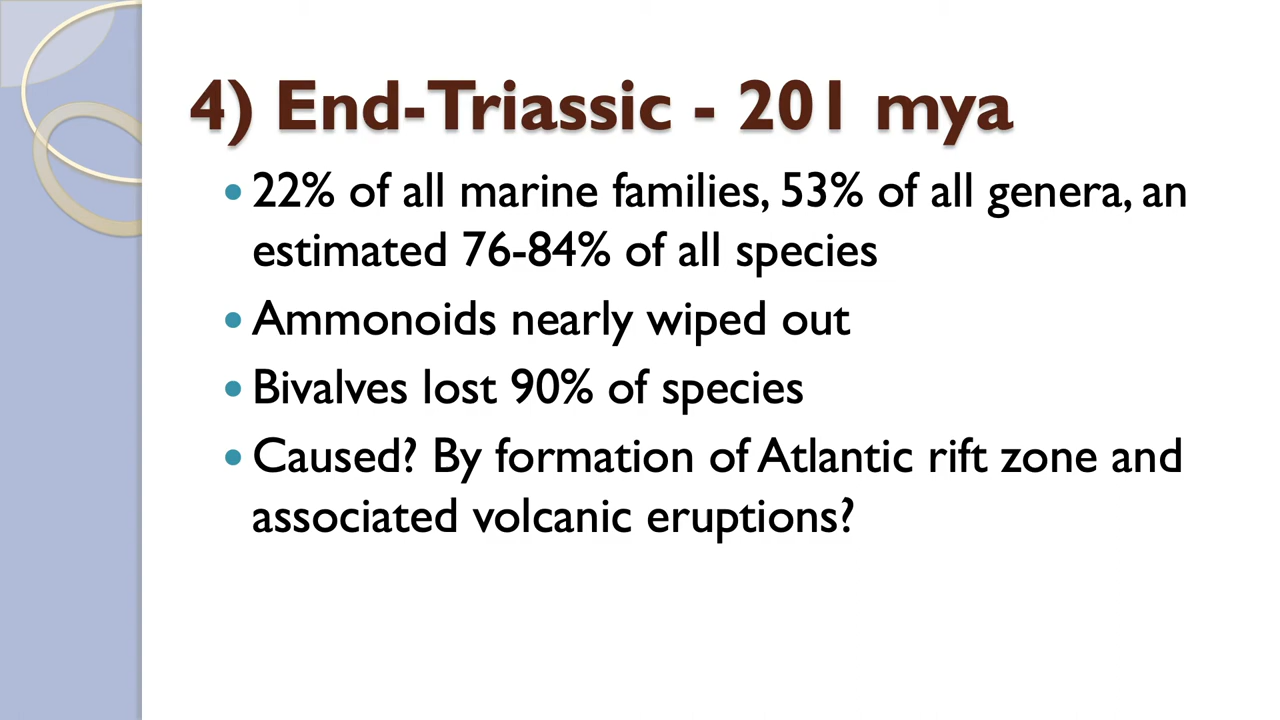 4) End-Triassic - 201 mya
• 22% of all marine families, 53% of all genera, an
estimated 76-84% of all species
• Ammonoids nearly wiped out
• Bivalves lost 90% of species
• Caused? By formation of Atlantic rift zone and
associated volcanic eruptions?